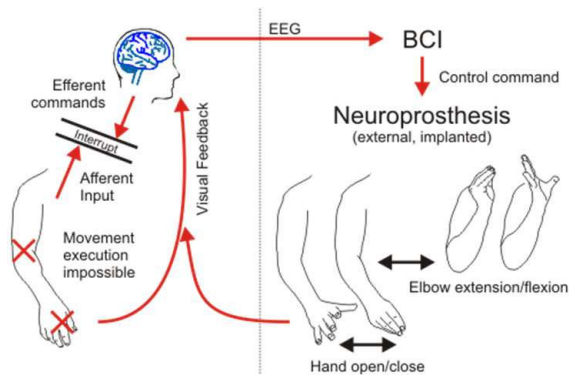 EEG
BCI
Efferent
commands
Control command
Neuroprosthesis
(external, implanted)
Interrupt
Afferent
Input
Visual Feedback
Movement
execution
impossible
Elbow extension/flexion
Hand open/close